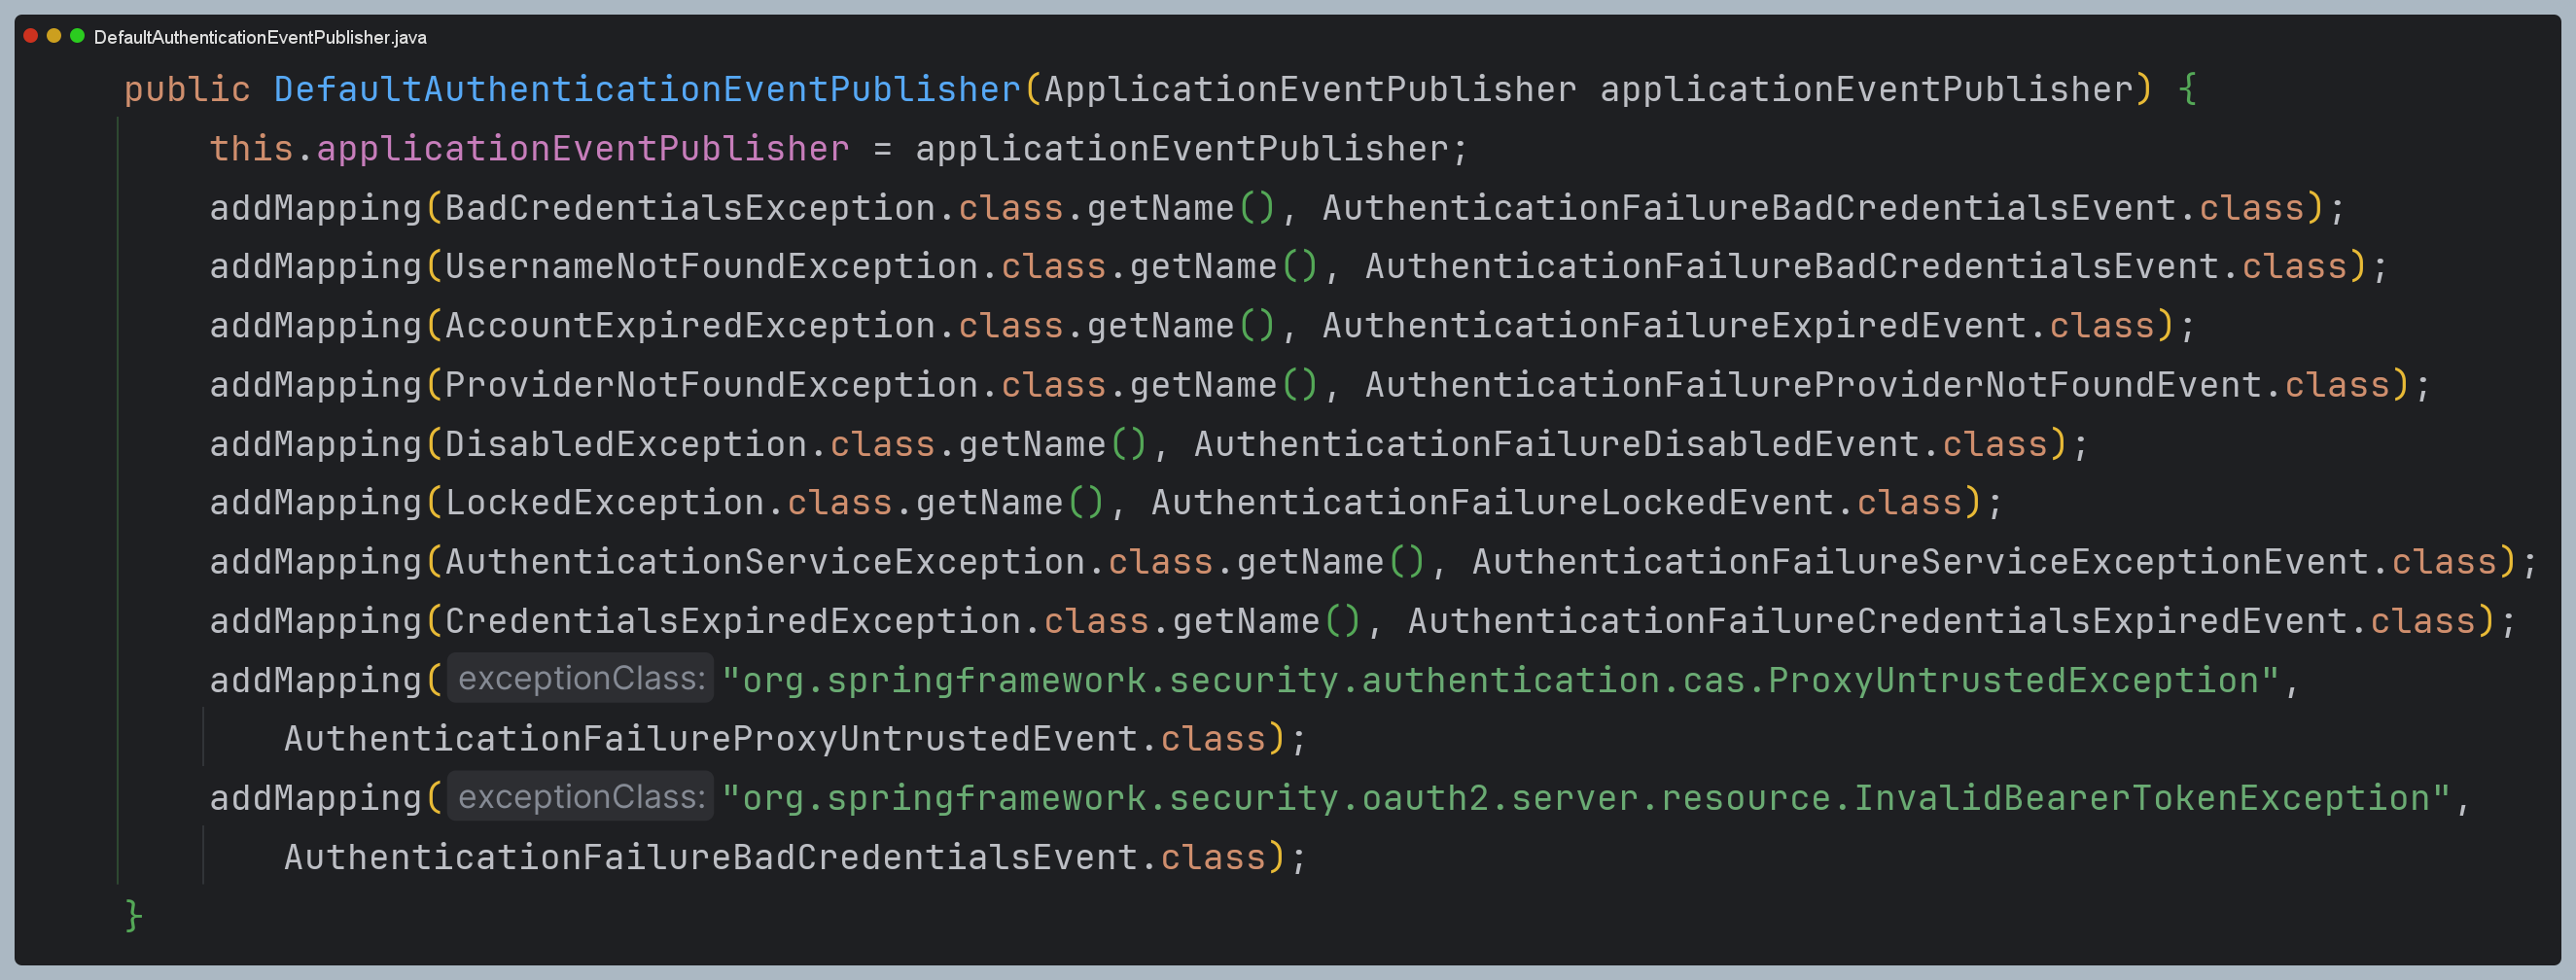 DefaultAuthenticationEventPublisher.java
public DefaultAuthenticationEventPublisher(ApplicationEventPublisher applicationEventPublisher) {
this.applicationEventPublisher = applicationEventPublisher;
addMapping(BadCredentialsException.class.getName(), AuthenticationFailureBadCredentialsEvent.class);
addMapping(UsernameNotFoundException.class.getName(), AuthenticationFailureBadCredentialsEvent.class);
addMapping(AccountExpiredException.class.getName(), AuthenticationFailureExpiredEvent.class);
addMapping(ProviderNotFoundException.class.getName(), AuthenticationFailureProviderNotFoundEvent.class);
addMapping(DisabledException.class.getName(), AuthenticationFailureDisabledEvent.class);
addMapping(LockedException.class.getName(), AuthenticationFailureLockedEvent.class);
addMapping(AuthenticationServiceException.class.getName(), AuthenticationFailureServiceExceptionEvent.class);
addMapping(CredentialsExpiredException.class.getName(), AuthenticationFailureCredentialsExpiredEvent.class);
addMapping( exceptionClass: "org.springframework.security.authentication.cas.ProxyUntrustedException",
AuthenticationFailureProxyUntrustedEvent.class);
addMapping( exceptionClass: "org.springframework.security.oauth2.server.resource.InvalidBearerTokenException",
AuthenticationFailureBadCredentialsEvent.class);
}